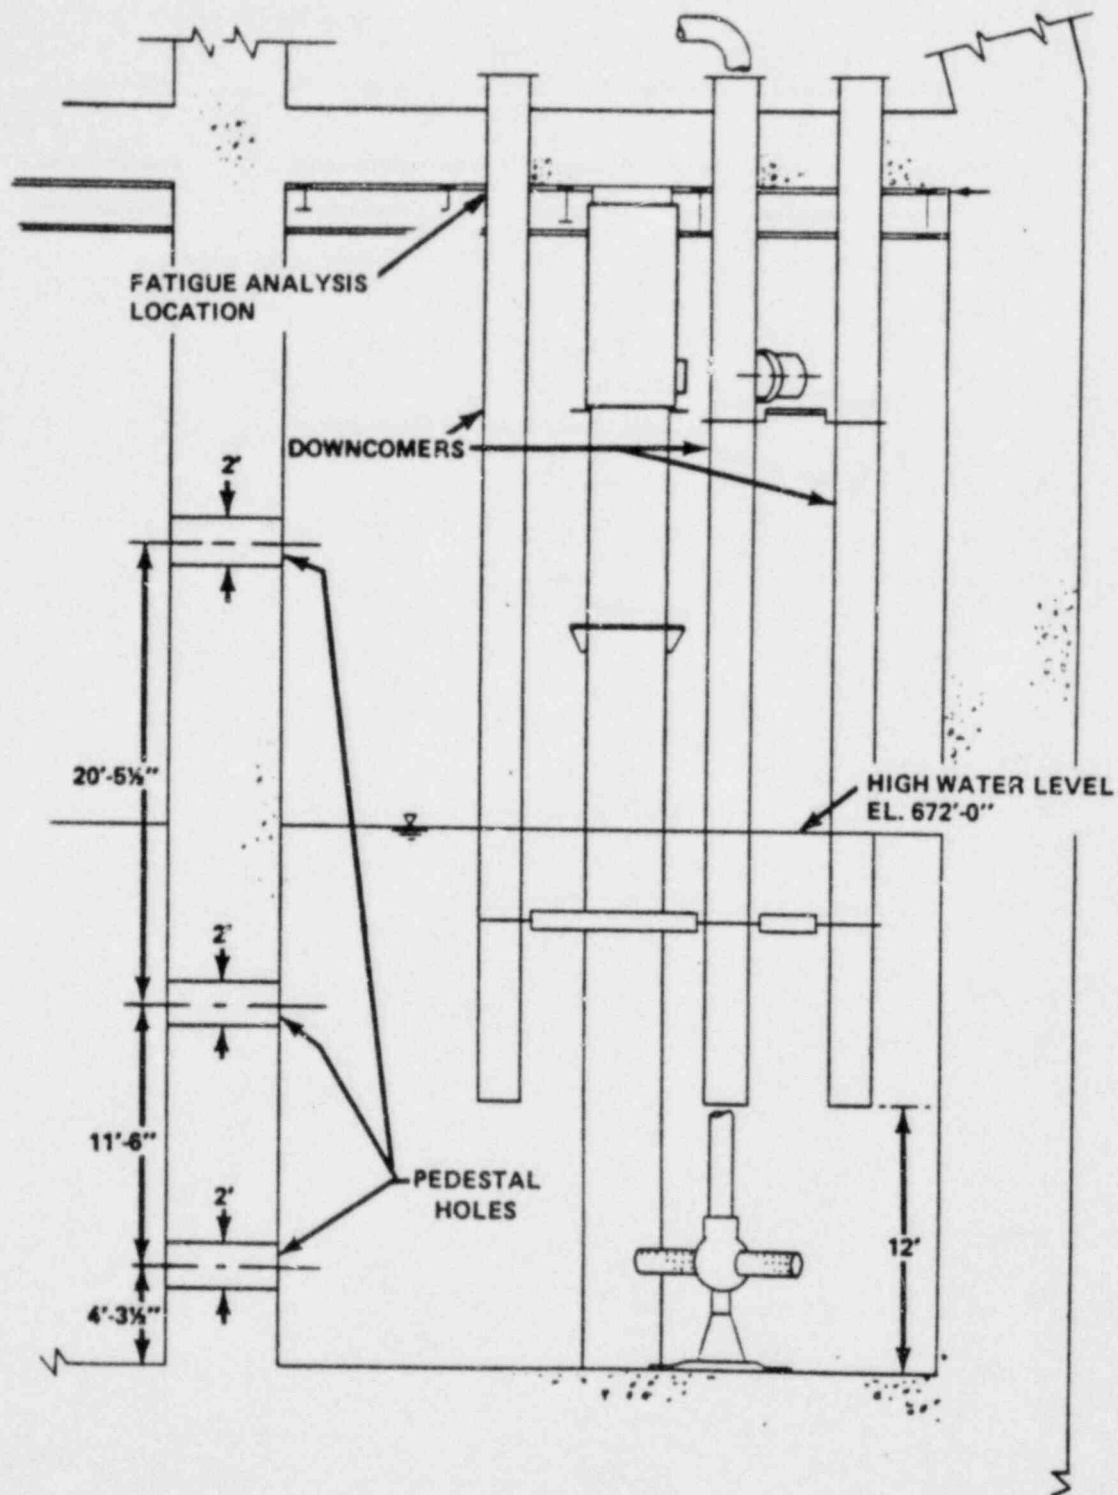 FATIGUE ANALYSIS
LOCATION
DOWNCOMERS
2'
20'-5½"
HIGH WATER LEVEL
EL. 672'-0"
2'
11'-6"
PEDESTAL
HOLES
2'
12'
4'-3½"